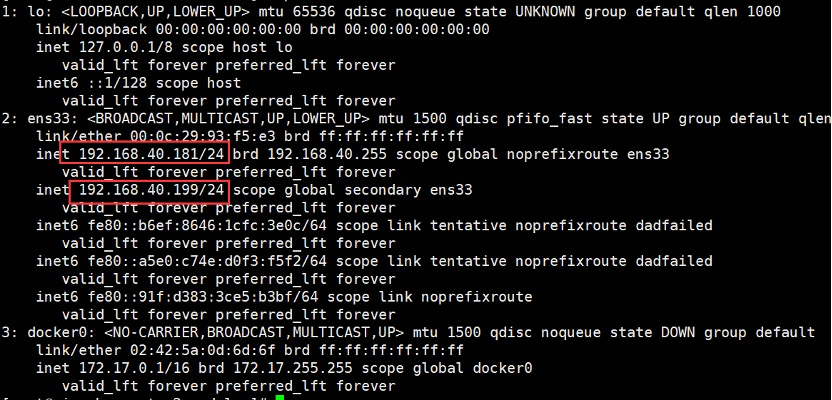 1: lo: <LOOPBACK,UP,LOWER_UP> mtu 65536 qdisc noqueue state UNKNOWN group default qlen 1000
link/loopback 00:00:00:00:00:00 brd 00:00:00:00:00:00
inet 127.0.0.1/8 scope host lo
valid_lft forever preferred_lft forever
inet6 ::1/128 scope host
valid_lft forever preferred_lft forever
2: ens33: <BROADCAST,MULTICAST,UP,LOWER_UP> mtu 1500 qdisc pfifo_fast state UP group default qlen
link/ether 00:0c:29:93:f5:e3 brd ff:ff:ff:ff:ff:ff
inet 192.168.40.181/24 brd 192.168.40.255 scope global noprefixroute ens33
valid_lft forever preferred_lft forever
inet 192.168.40.199/24 scope global secondary ens33
valid_lft forever preferred_lft forever
inet6 fe80::b6ef:8646:1cfc:3e0c/64 scope link tentative noprefixroute dadfailed
valid_lft forever preferred_lft forever
inet6 fe80::a5e0:c74e:d0f3:f5f2/64 scope link tentative noprefixroute dadfailed
valid_lft forever preferred_lft forever
inet6 fe80::91f:d383:3ce5:b3bf/64 scope link noprefixroute
valid_lft forever preferred_lft forever
3: docker0: <NO-CARRIER,BROADCAST,MULTICAST,UP> mtu 1500 qdisc noqueue state DOWN group default
link/ether 02:42:5a:0d:6d:6f brd ff:ff:ff:ff:ff:ff
inet 172.17.0.1/16 brd 172.17.255.255 scope global docker0
valid_lft forever preferred_lft forever